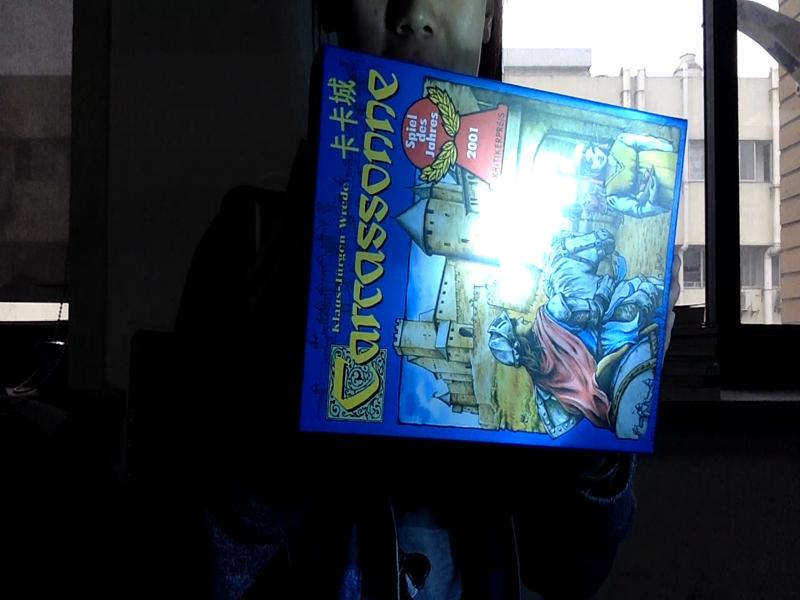 卡卡城
Klaus-Jürgen Wrede
Carcassonne
Spiel
des
Jahres
2001
KRITIKERPREIS